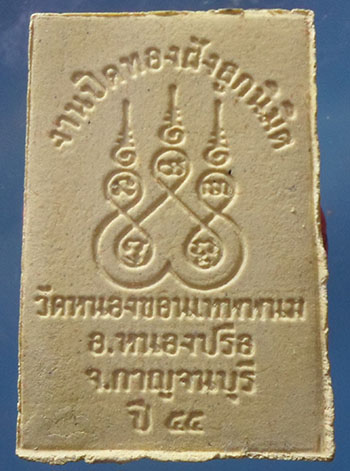 งานปิดทองฝังลูกนิมิต
วัดหนองขอนเทพพนม
อ.หนองปรือ
จ.กาญจนบุรี
ปี ๔๔